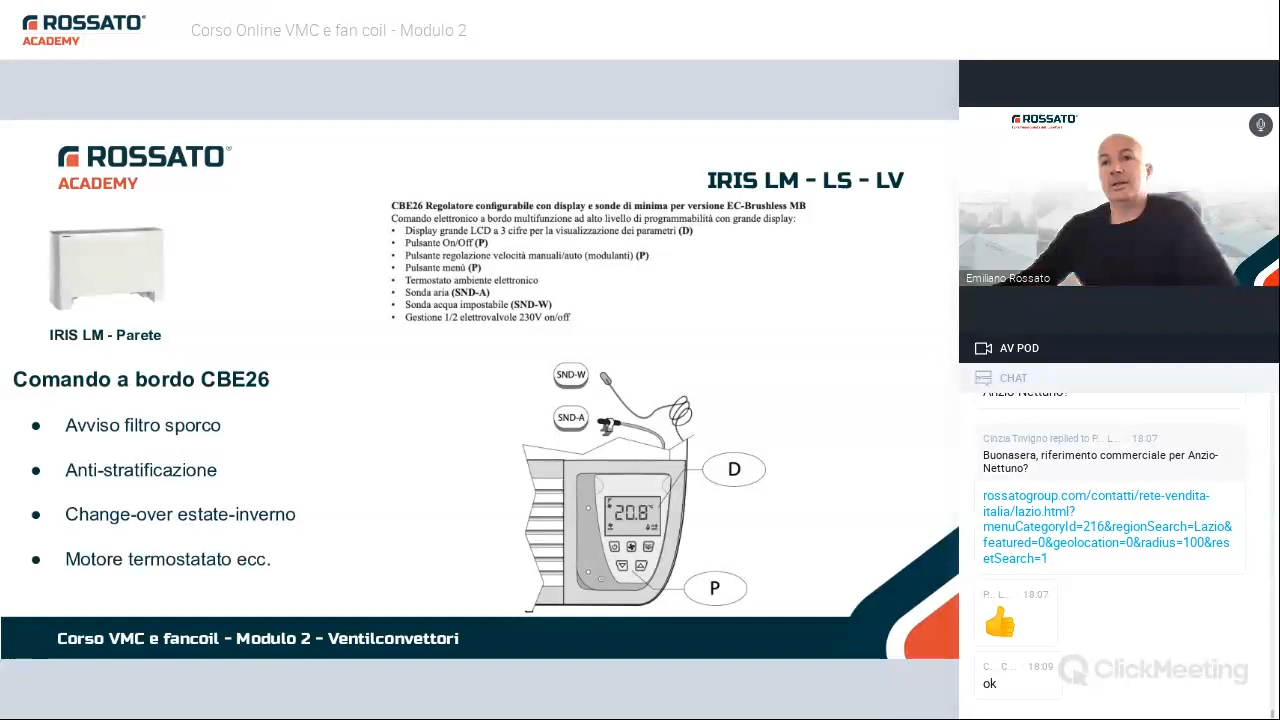 ROSSATO
ACADEMY
Corso Online VMC e fan coil - Modulo 2
ROSSATO
ACADEMY
IRIS LM - LS - LV
CBE26 Regolatore configurabile con display e sonde di minima per versione EC-Brushless MB
Comando elettronico a bordo multifunzione ad alto livello di programmabilità con grande display:
• Display grande LCD a 3 cifre per la visualizzazione dei parametri (D)
• Pulsante On/Off (P)
• Pulsante regolazione velocità manuali/auto (modulanti) (P)
• Pulsante menù (P)
• Termostato ambiente elettronico
• Sonda aria (SND-A)
• Sonda acqua impostabile (SND-W)
• Gestione 1/2 elettrovalvole 230V on/off
IRIS LM - Parete
Comando a bordo CBE26
● Avviso filtro sporco
● Anti-stratificazione
● Change-over estate-inverno
● Motore termostatato ecc.
SND-W
SND-A
D
20.8°
P
Corso VMC e fancoil - Modulo 2 - Ventilconvettori
ROSSATO
Emiliano Rossato
AV POD
CHAT
Anzio-Nettuno?
Cinzia Trivigno replied to P... L... 18:07
Buonasera, riferimento commerciale per Anzio-
Nettuno?
rossatogroup.com/contatti/rete-vendita-
italia/lazio.html?
menuCategoryId=216&regionSearch=Lazio&
featured=0&geolocation=0&radius=100&res
etSearch=1
P... L... 18:07
C... C... 18:09
ok
ClickMeeting